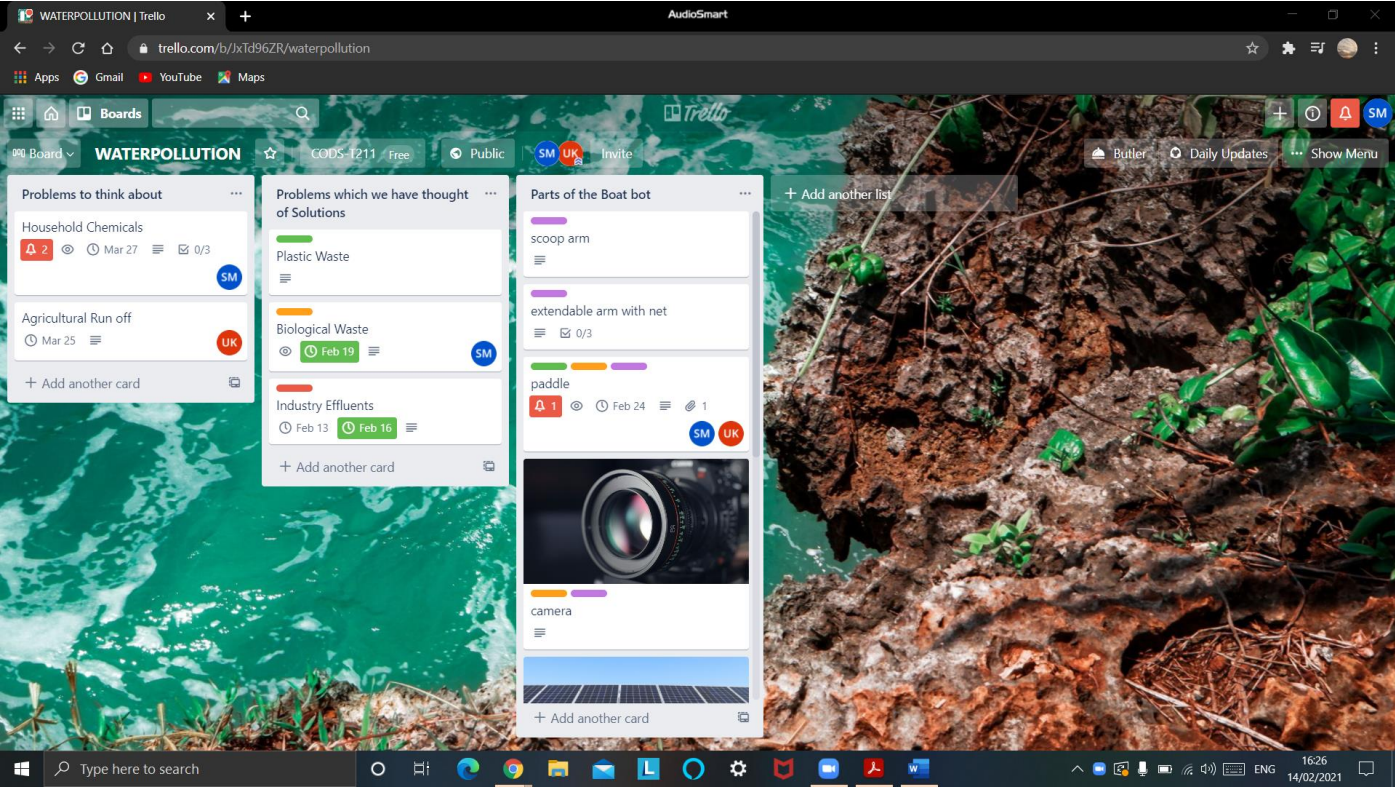 WATERPOLLUTION | Trello
AudioSmart
trello.com/b/JxTd96ZR/waterpollution
Apps Gmail YouTube Maps
Boards
Trello
SM
Board
WATERPOLLUTION
CODS-T211 Free
Public
SM UK Invite
Butler
Daily Updates
Show Menu
Problems to think about
Household Chemicals
2 Mar 27 0/3
SM
Agricultural Run off
Mar 25
UK
+ Add another card
Problems which we have thought
of Solutions
Plastic Waste
Biological Waste
Feb 19
SM
Industry Effluents
Feb 13 Feb 16
+ Add another card
Parts of the Boat bot
scoop arm
extendable arm with net
0/3
paddle
1 Feb 24 1
SM UK
camera
+ Add another card
+ Add another list
Type here to search
L
W
ENG
16:26
14/02/2021